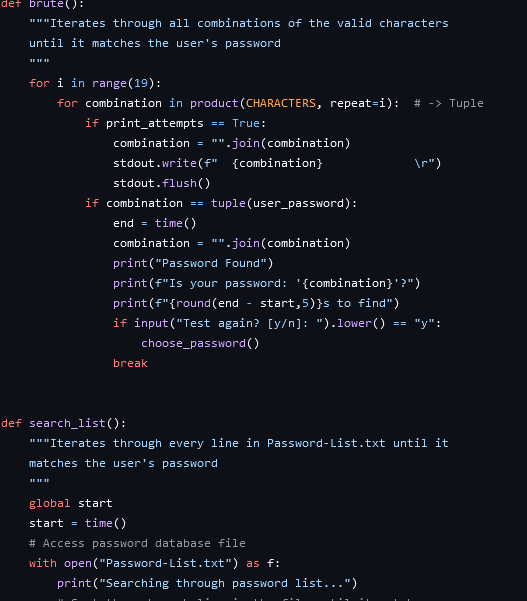 def brute():
    """Iterates through all combinations of the valid characters
    until it matches the user's password
    """
    for i in range(19):
        for combination in product(CHARACTERS, repeat=i):  # -> Tuple
            if print_attempts == True:
                combination = "".join(combination)
                stdout.write(f"  {combination}             \r")
                stdout.flush()
            if combination == tuple(user_password):
                end = time()
                combination = "".join(combination)
                print("Password Found")
                print(f"Is your password: '{combination}'?")
                print(f"{round(end - start,5)}s to find")
                if input("Test again? [y/n]: ").lower() == "y":
                    choose_password()
                break
def search_list():
    """Iterates through every line in Password-List.txt until it
    matches the user's password
    """
    global start
    start = time()
    # Access password database file
    with open("Password-List.txt") as f:
        print("Searching through password list...")